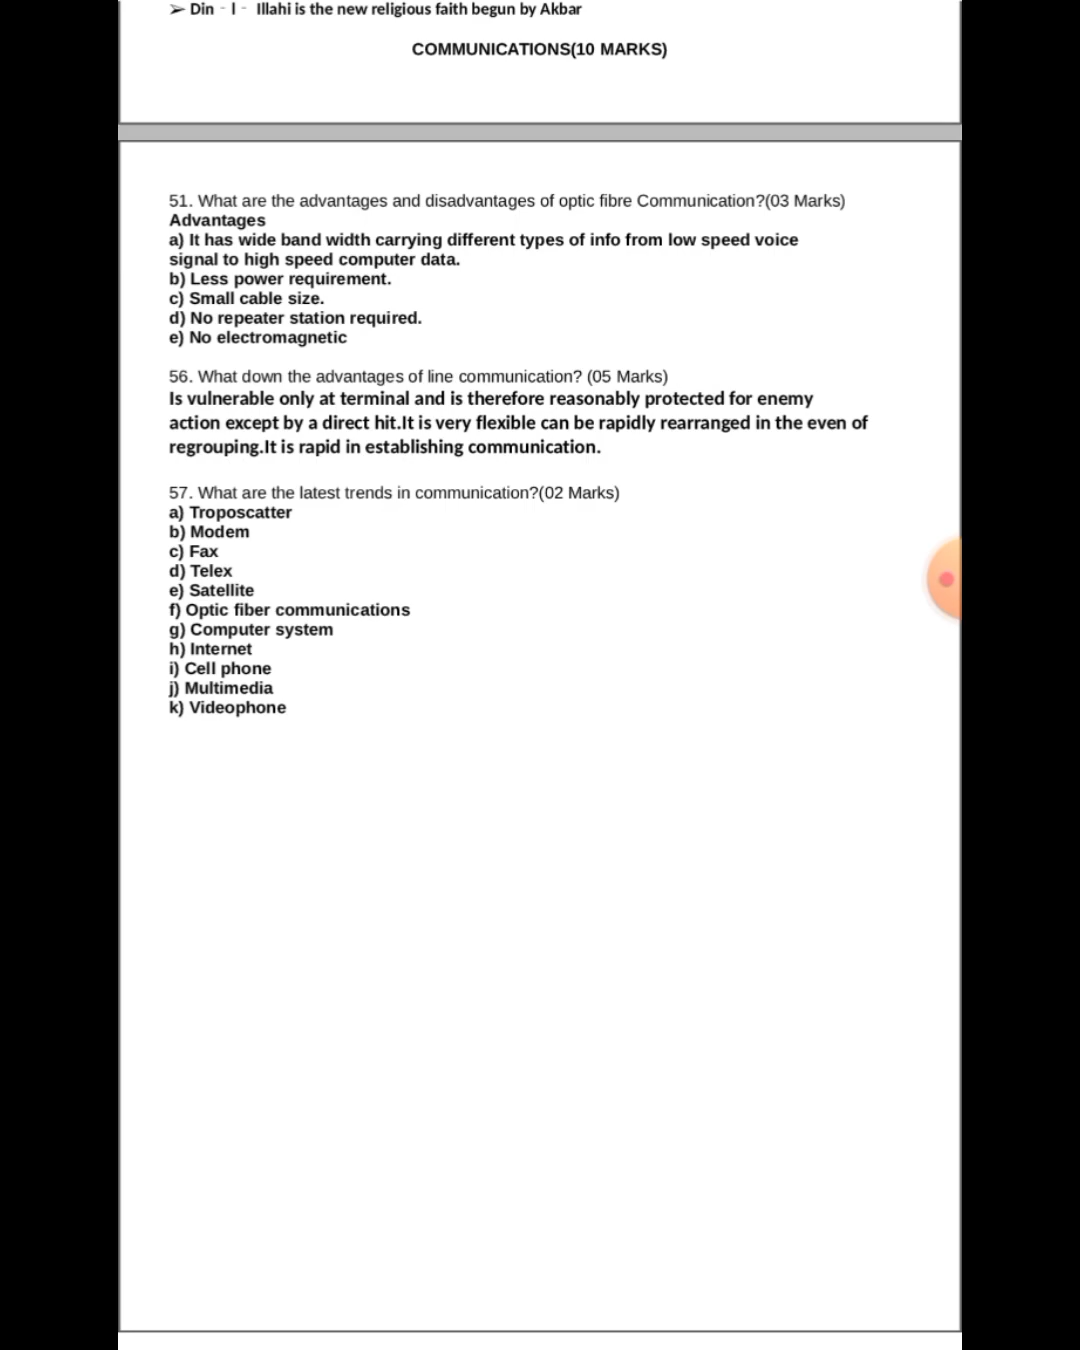 ➢ Din - I - Illahi is the new religious faith begun by Akbar
COMMUNICATIONS(10 MARKS)
51. What are the advantages and disadvantages of optic fibre Communication?(03 Marks)
Advantages
a) It has wide band width carrying different types of info from low speed voice
signal to high speed computer data.
b) Less power requirement.
c) Small cable size.
d) No repeater station required.
e) No electromagnetic
56. What down the advantages of line communication? (05 Marks)
Is vulnerable only at terminal and is therefore reasonably protected for enemy
action except by a direct hit.It is very flexible can be rapidly rearranged in the even of
regrouping.It is rapid in establishing communication.
57. What are the latest trends in communication?(02 Marks)
a) Troposcatter
b) Modem
c) Fax
d) Telex
e) Satellite
f) Optic fiber communications
g) Computer system
h) Internet
i) Cell phone
j) Multimedia
k) Videophone